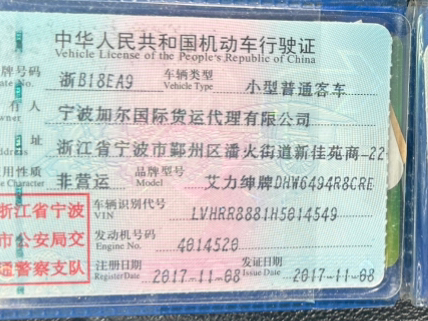 中华人民共和国机动车行驶证
Vehicle License of the People's Republic of China
牌号码 浙B18EA9 车辆类型 小型普通客车
ate No. Vehicle Type
有人 宁波加尔国际货运代理有限公司
址 浙江省宁波市鄞州区潘火街道新佳苑商-22
用性质 非营运 品牌型号 艾力绅牌DHW6494R8CRE
e Character Model
浙江省宁波
市公安局交
通警察支队
车辆识别代号 LVHRR8881H5014549
VIN
发动机号码 4014520
Engine No.
注册日期 2017-11-08 发证日期 2017-11-08
Register Date Issue Date